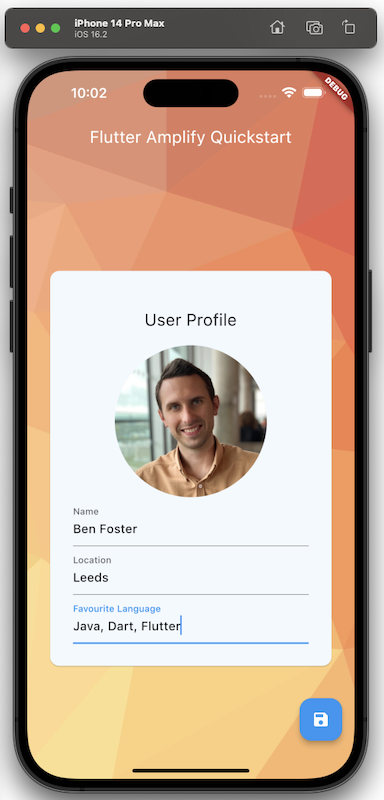 iPhone 14 Pro Max
iOS 16.2
10:02
DEBUG
Flutter Amplify Quickstart
User Profile
Name
Ben Foster
Location
Leeds
Favourite Language
Java, Dart, Flutter